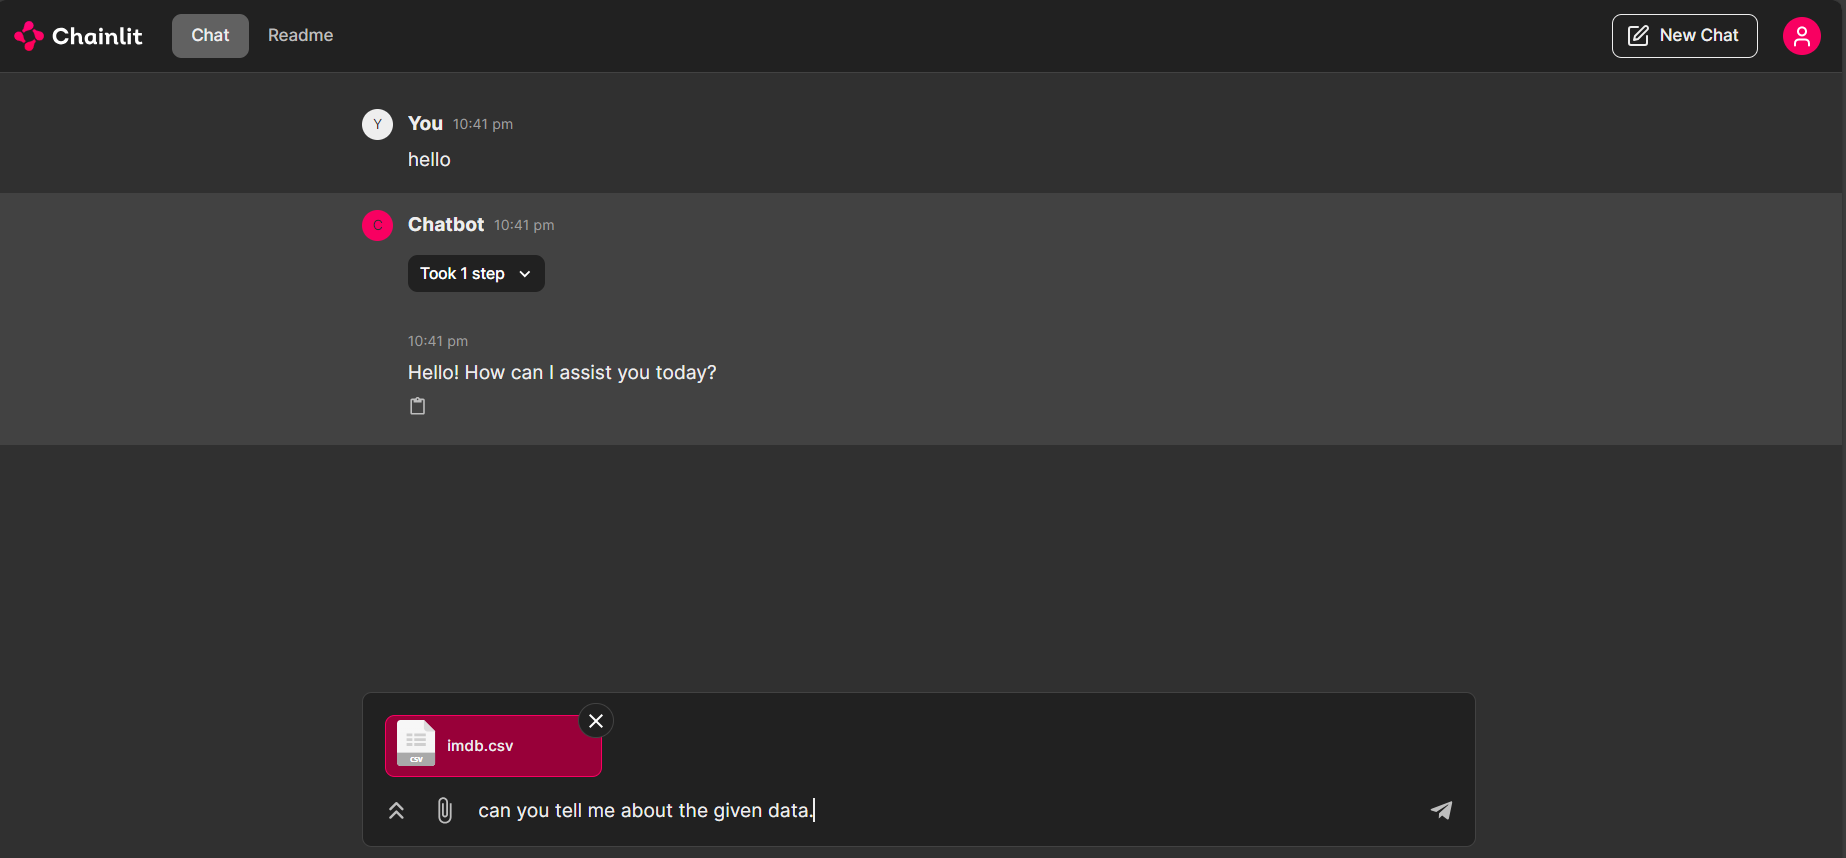 Chainlit Chat Readme New Chat
Y You 10:41 pm
hello
C Chatbot 10:41 pm
Took 1 step
10:41 pm
Hello! How can I assist you today?
imdb.csv
CSV
can you tell me about the given data.